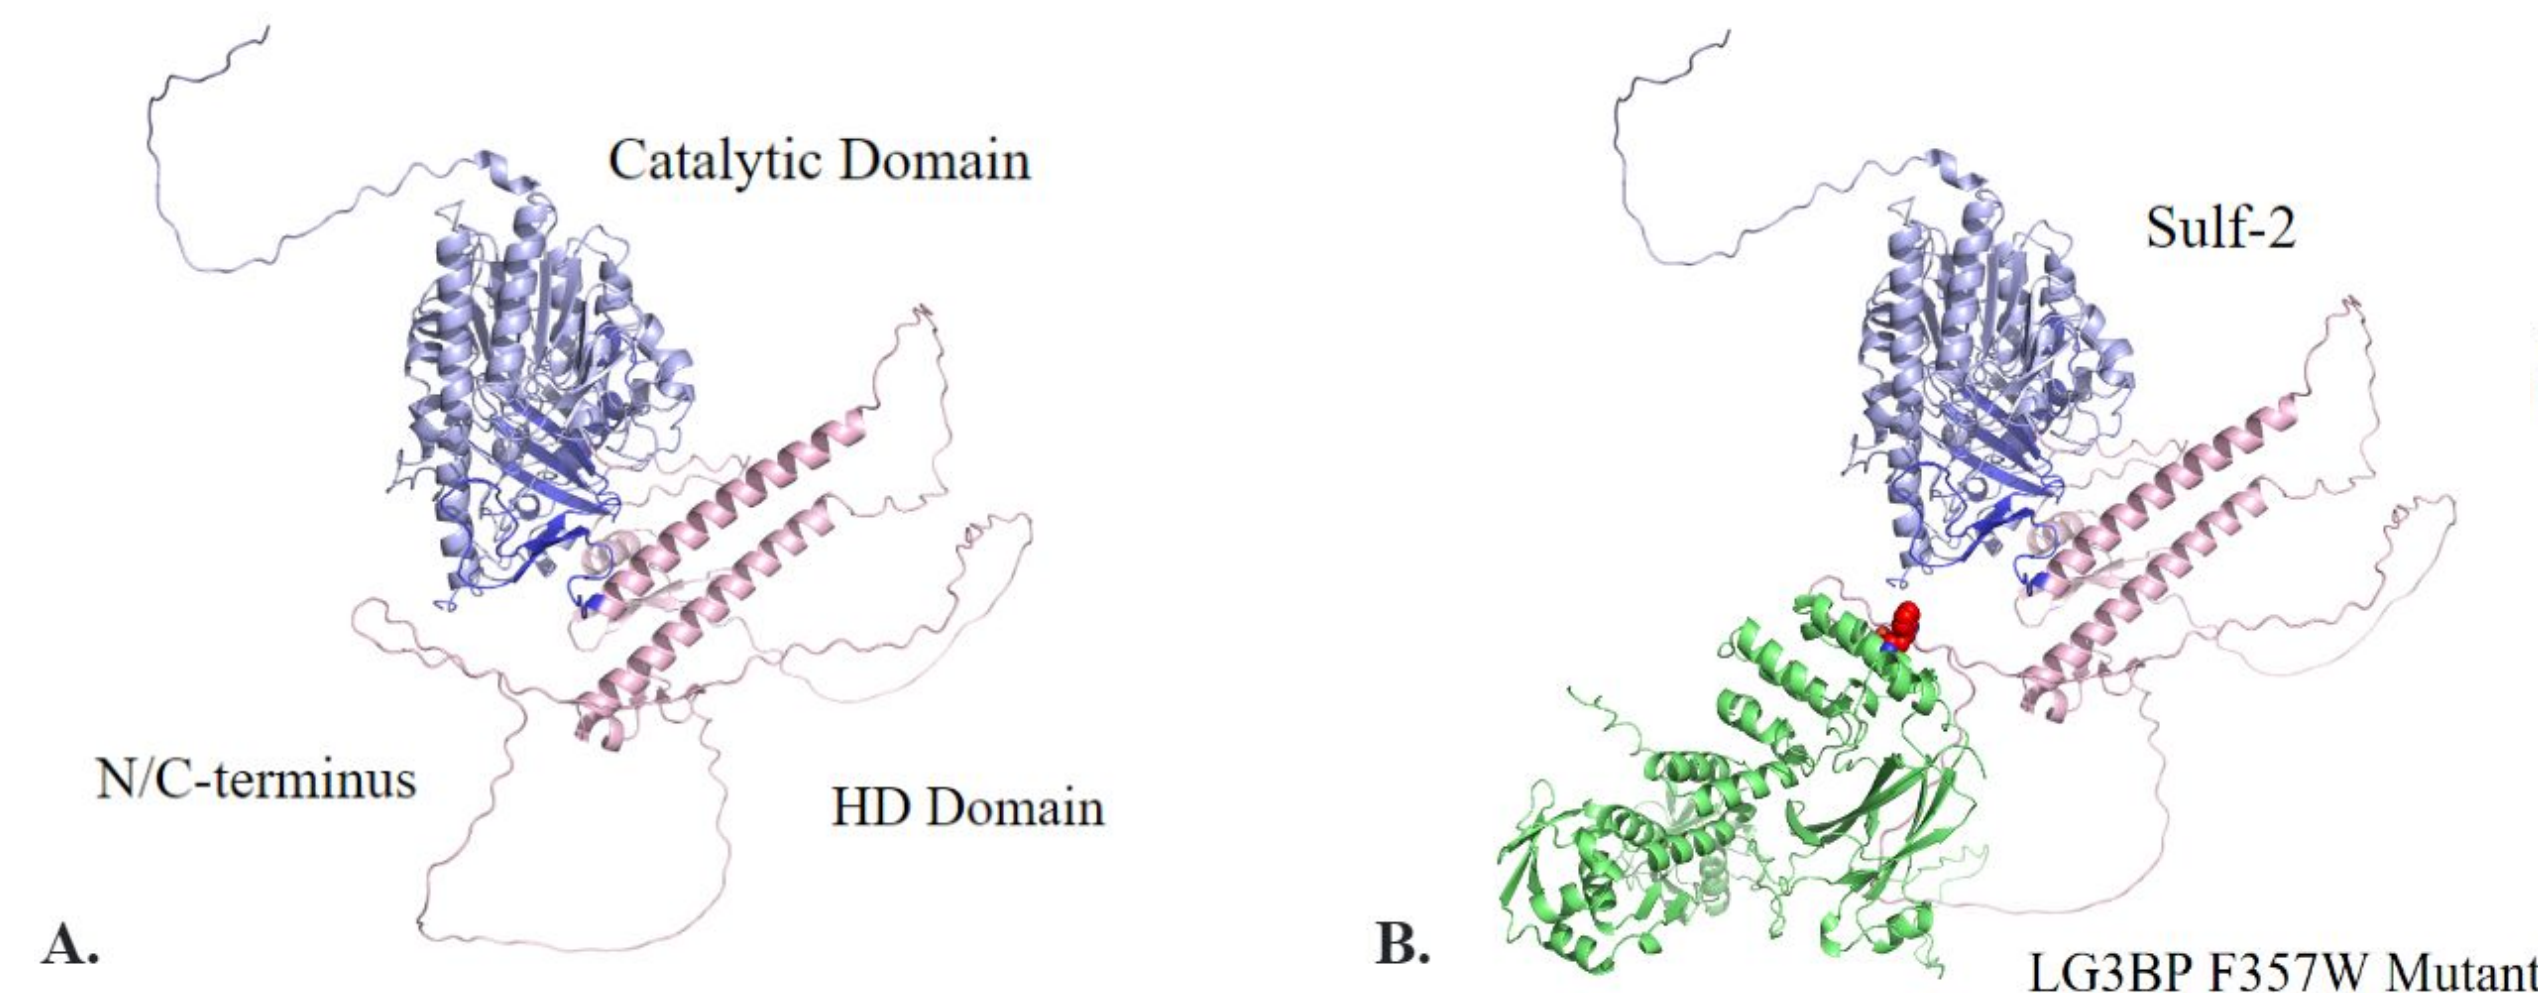 Catalytic Domain
N/C-terminus
HD Domain
A.
Sulf-2
B.
LG3BP F357W Mutant